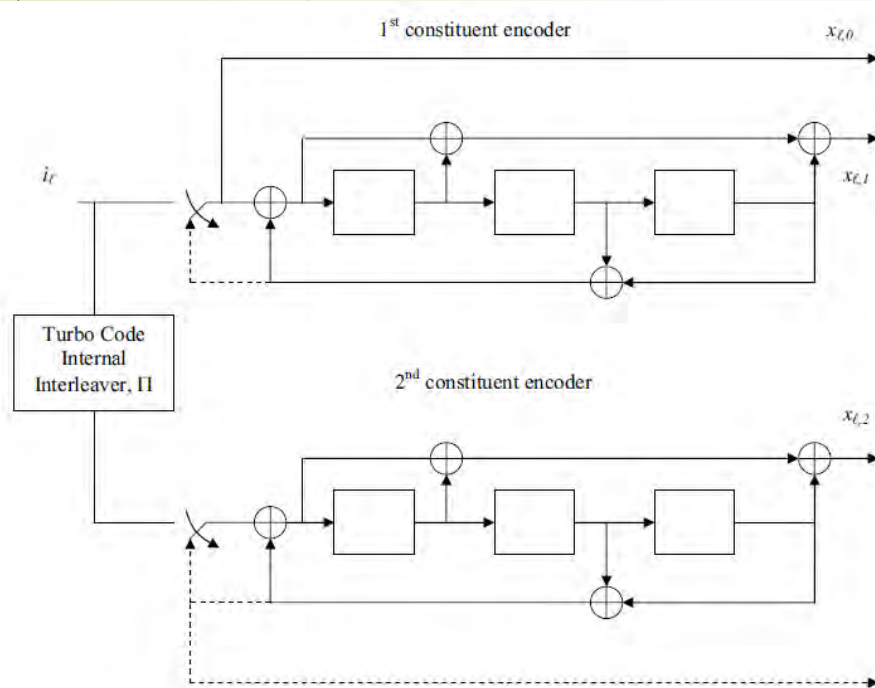 1st constituent encoder
xℓ,0
iℓ
xℓ,1
Turbo Code
Internal
Interleaver, Π
2nd constituent encoder
xℓ,2